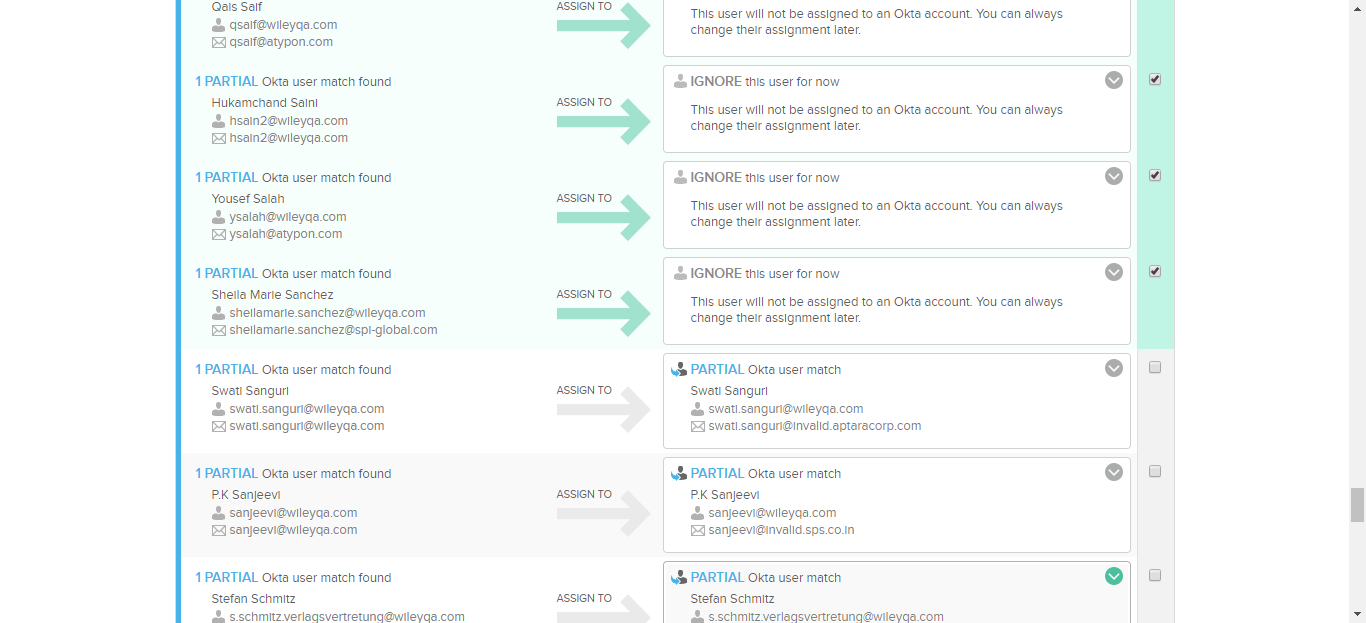 Qais Saif
ASSIGN TO
qsaif@wileyqa.com
qsaif@atypon.com
This user will not be assigned to an Okta account. You can always
change their assignment later.
1 PARTIAL Okta user match found
Hukamchand Saini
hsain2@wileyqa.com
hsain2@wileyqa.com
ASSIGN TO
IGNORE this user for now
This user will not be assigned to an Okta account. You can always
change their assignment later.
1 PARTIAL Okta user match found
Yousef Salah
ysalah@wileyqa.com
ysalah@atypon.com
ASSIGN TO
IGNORE this user for now
This user will not be assigned to an Okta account. You can always
change their assignment later.
1 PARTIAL Okta user match found
Sheila Marie Sanchez
sheilamarie.sanchez@wileyqa.com
sheilamarie.sanchez@spi-global.com
ASSIGN TO
IGNORE this user for now
This user will not be assigned to an Okta account. You can always
change their assignment later.
1 PARTIAL Okta user match found
Swati Sanguri
swati.sanguri@wileyqa.com
swati.sanguri@wileyqa.com
ASSIGN TO
PARTIAL Okta user match
Swati Sanguri
swati.sanguri@wileyqa.com
swati.sanguri@invalid.aptaracorp.com
1 PARTIAL Okta user match found
P.K Sanjeevi
sanjeevi@wileyqa.com
sanjeevi@wileyqa.com
ASSIGN TO
PARTIAL Okta user match
P.K Sanjeevi
sanjeevi@wileyqa.com
sanjeevi@invalid.sps.co.in
1 PARTIAL Okta user match found
Stefan Schmitz
s.schmitz.verlagsvertretung@wileyqa.com
ASSIGN TO
PARTIAL Okta user match
Stefan Schmitz
s.schmitz.verlagsvertretung@wileyqa.com